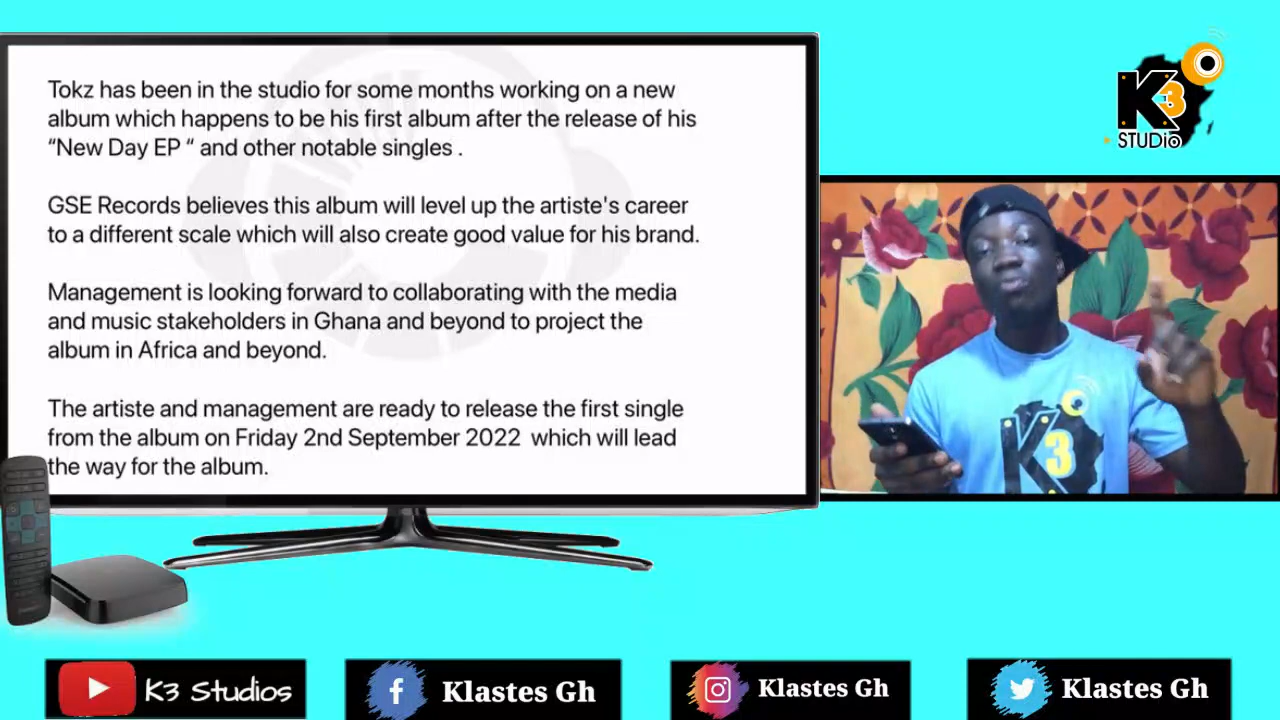 Tokz has been in the studio for some months working on a new
album which happens to be his first album after the release of his
“New Day EP “ and other notable singles .
GSE Records believes this album will level up the artiste's career
to a different scale which will also create good value for his brand.
Management is looking forward to collaborating with the media
and music stakeholders in Ghana and beyond to project the
album in Africa and beyond.
The artiste and management are ready to release the first single
from the album on Friday 2nd September 2022 which will lead
the way for the album.
K3
STUDiO
K3
K3 Studios
Klastes Gh
Klastes Gh
Klastes Gh